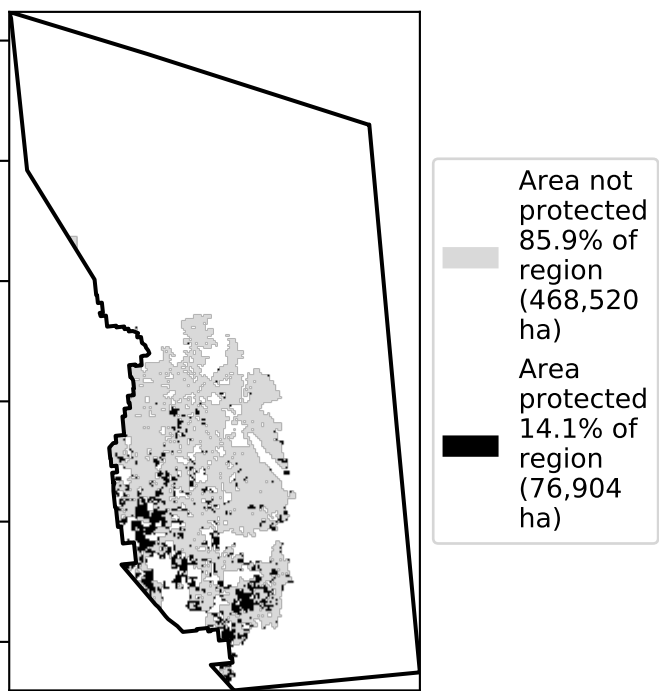 Area not
protected
85.9% of
region
(468,520
ha)
Area
protected
14.1% of
region
(76,904
ha)